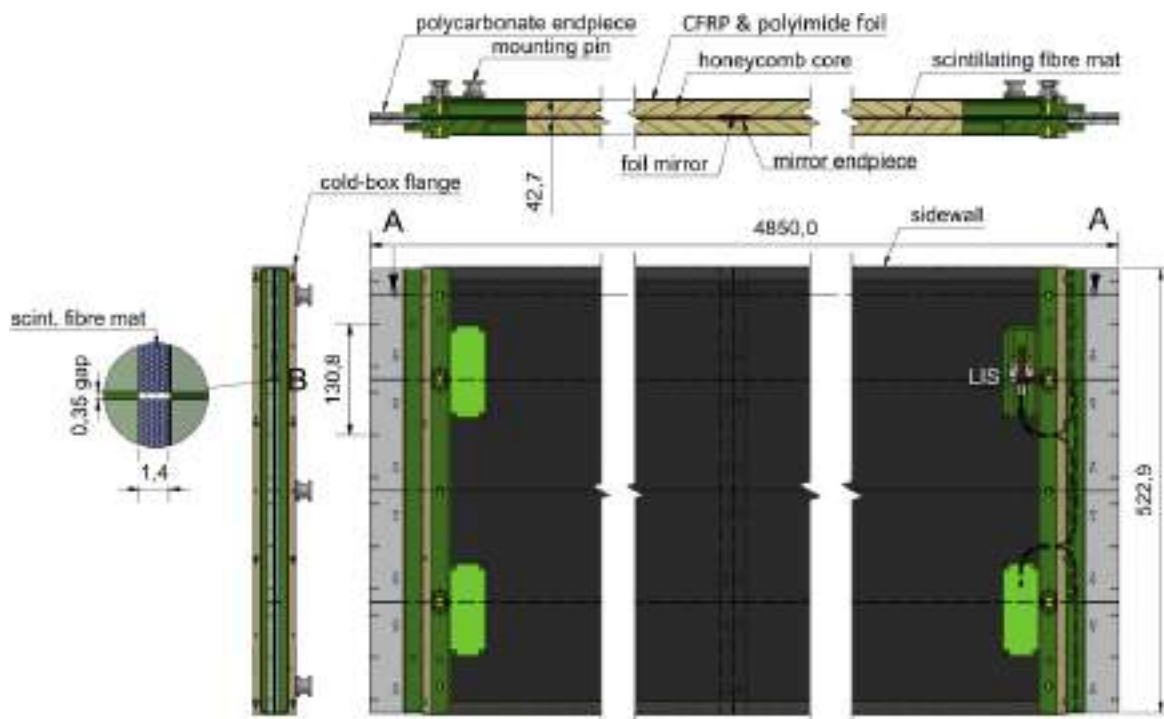 polycarbonate endpiece
mounting pin
CFRP & polyimide foil
honeycomb core
scintillating fibre mat
foil mirror
mirror endpiece
42,7
cold-box flange
A
A
sidewall
4850,0
scint. fibre mat
0,35 gap
1,4
B
130,8
LIS
522,9